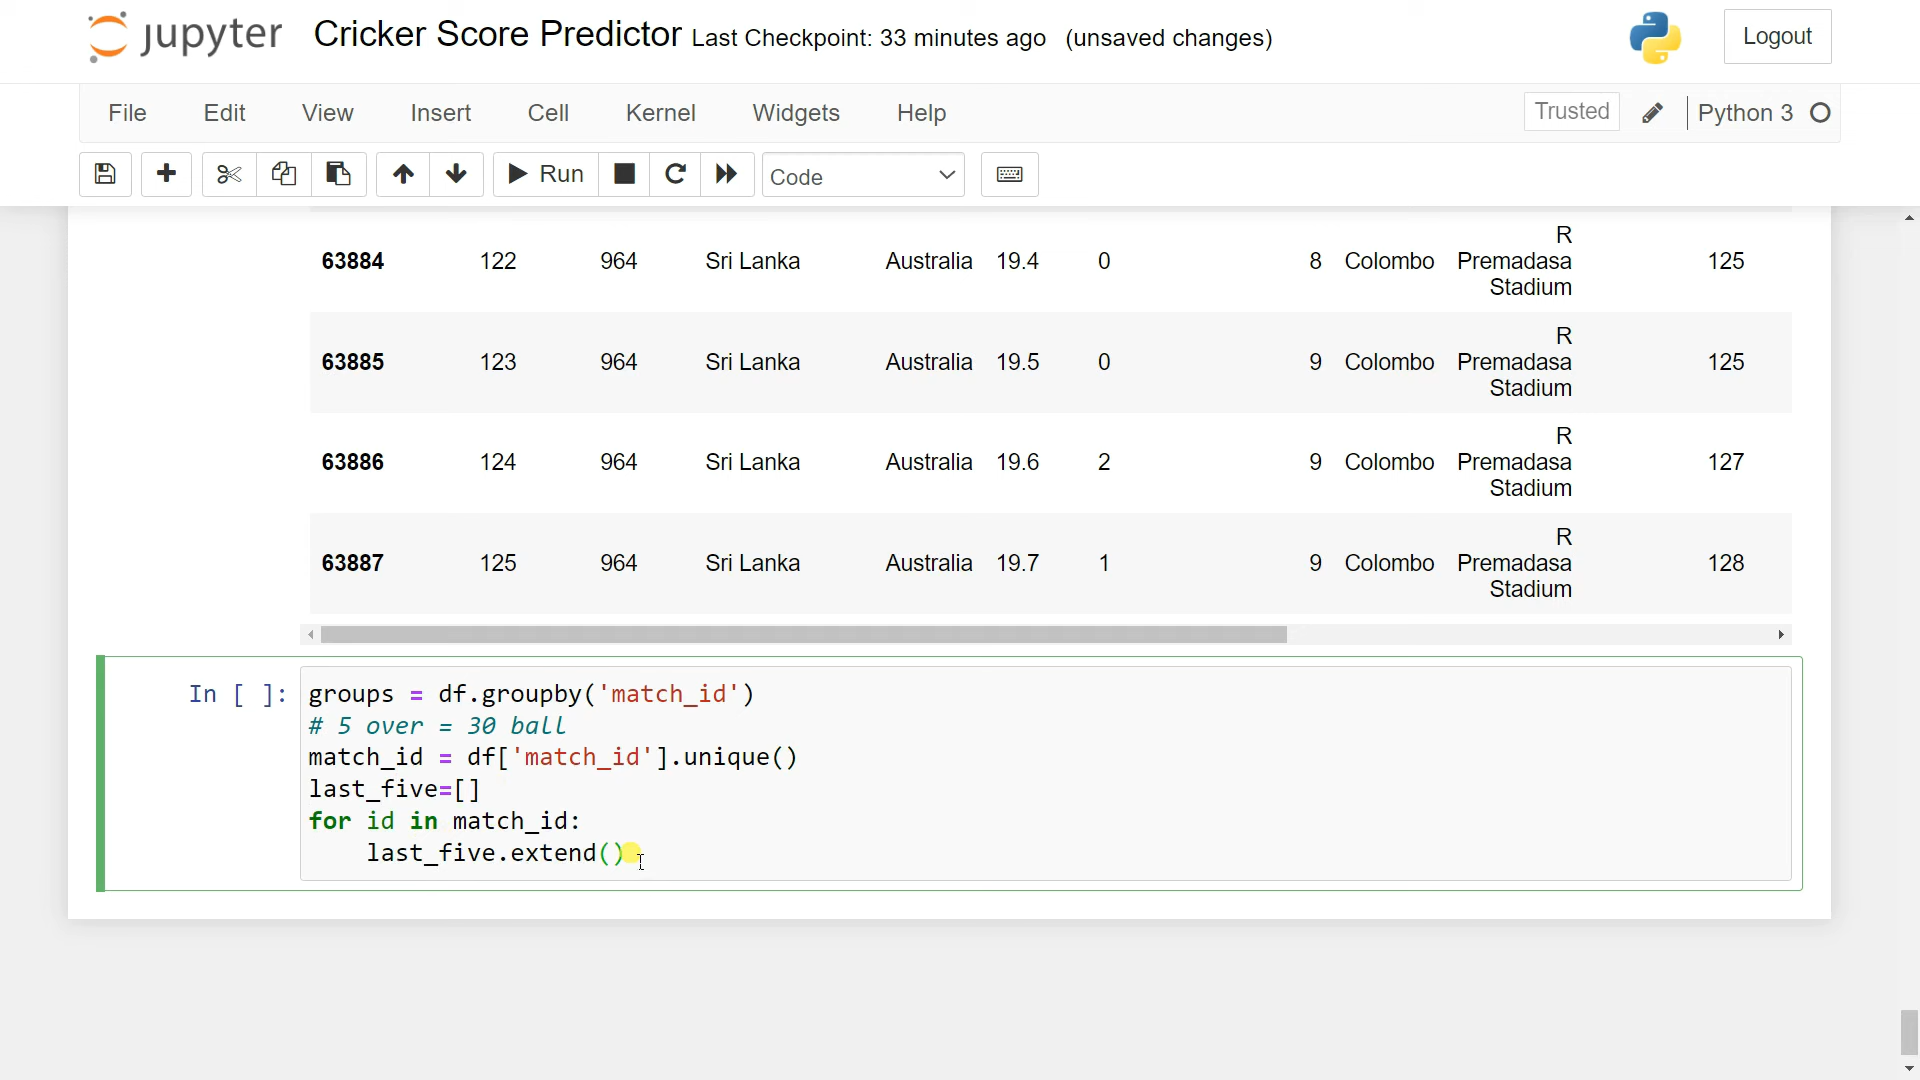 jupyter Cricker Score Predictor Last Checkpoint: 33 minutes ago (unsaved changes) Logout
File Edit View Insert Cell Kernel Widgets Help Trusted Python 3
Run Code
63884 122 964 Sri Lanka Australia 19.4 0 8 Colombo R Premadasa Stadium 125
63885 123 964 Sri Lanka Australia 19.5 0 9 Colombo R Premadasa Stadium 125
63886 124 964 Sri Lanka Australia 19.6 2 9 Colombo R Premadasa Stadium 127
63887 125 964 Sri Lanka Australia 19.7 1 9 Colombo R Premadasa Stadium 128
In [ ]: groups = df.groupby('match_id')
# 5 over = 30 ball
match_id = df['match_id'].unique()
last_five=[]
for id in match_id:
    last_five.extend()